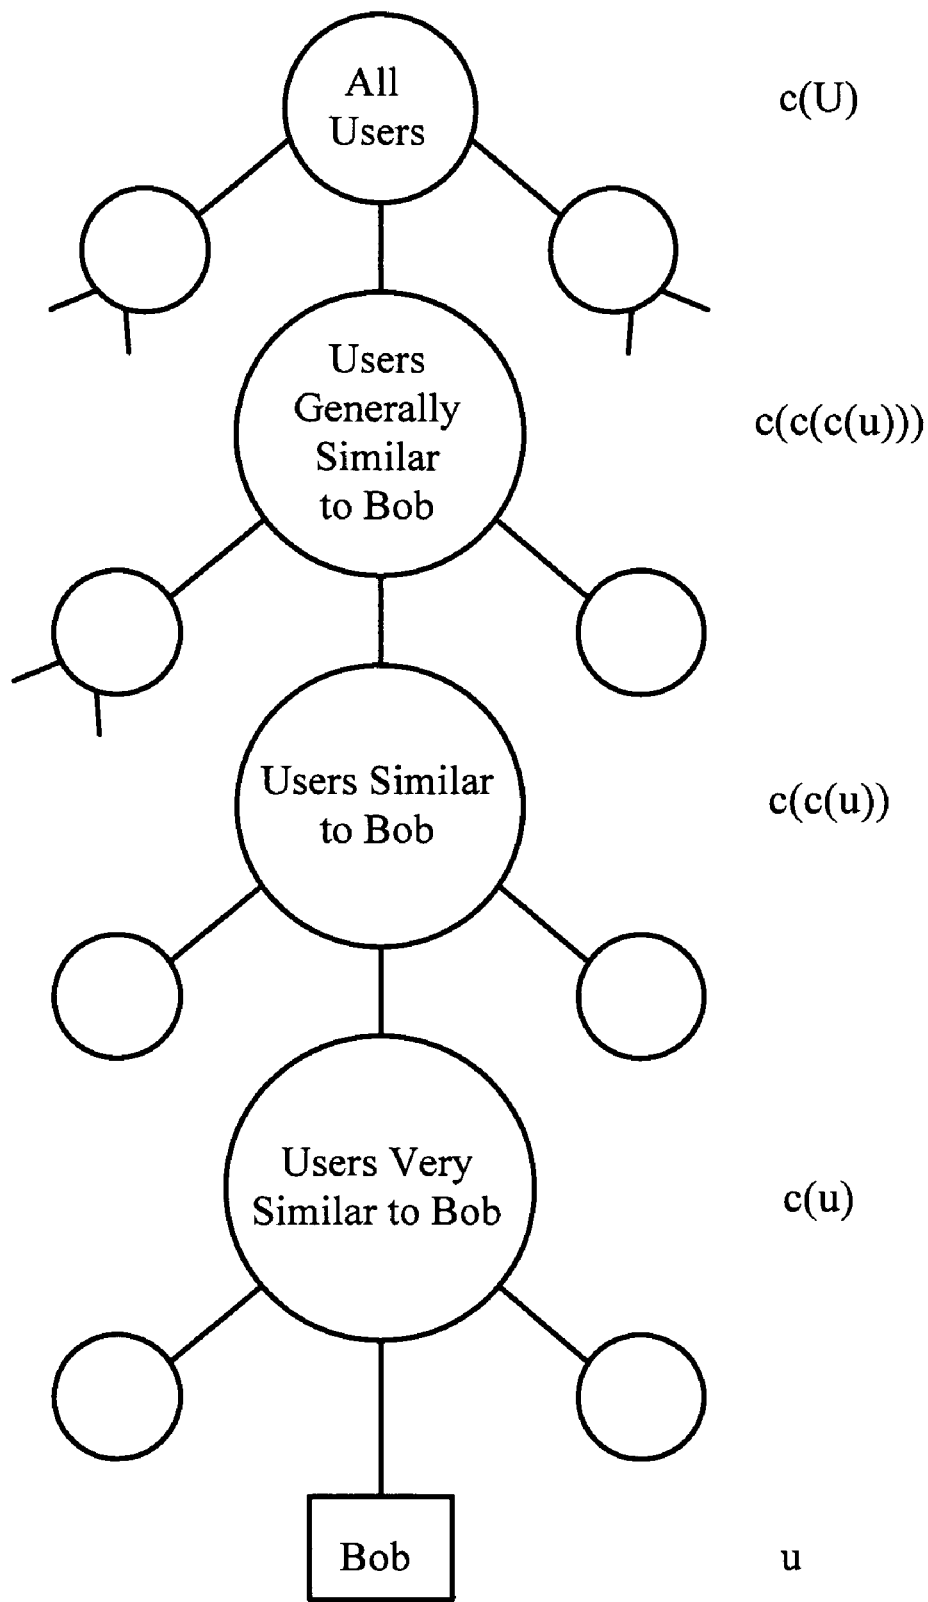 All
Users
c(U)
Users
Generally
Similar
to Bob
c(c(c(u)))
Users Similar
to Bob
c(c(u))
Users Very
Similar to Bob
c(u)
Bob
u